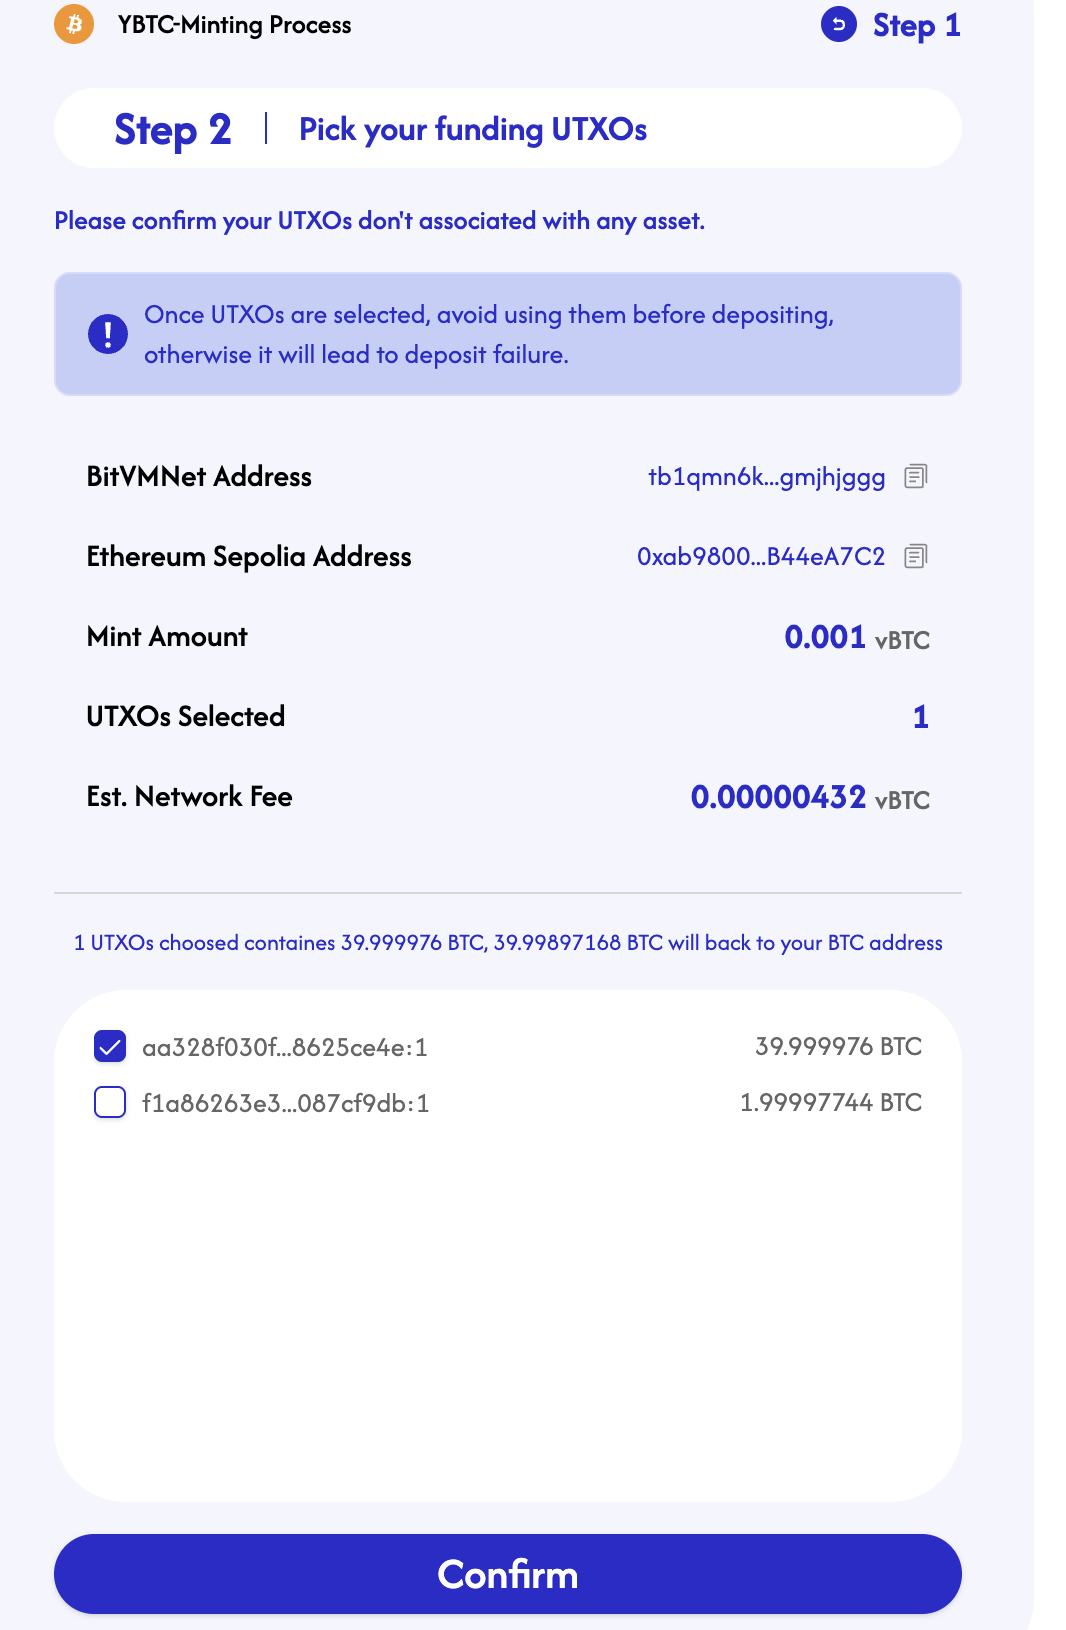 YBTC-Minting Process
Step 1
Step 2 | Pick your funding UTXOs
Please confirm your UTXOs don't associated with any asset.
Once UTXOs are selected, avoid using them before depositing,
otherwise it will lead to deposit failure.
BitVMNet Address tb1qmn6k...gmjhjggg
Ethereum Sepolia Address 0xab9800...B44eA7C2
Mint Amount 0.001 vBTC
UTXOs Selected 1
Est. Network Fee 0.00000432 vBTC
1 UTXOs choosed containes 39.999976 BTC, 39.99897168 BTC will back to your BTC address
aa328f030f...8625ce4e:1 39.999976 BTC
f1a86263e3...087cf9db:1 1.99997744 BTC
Confirm